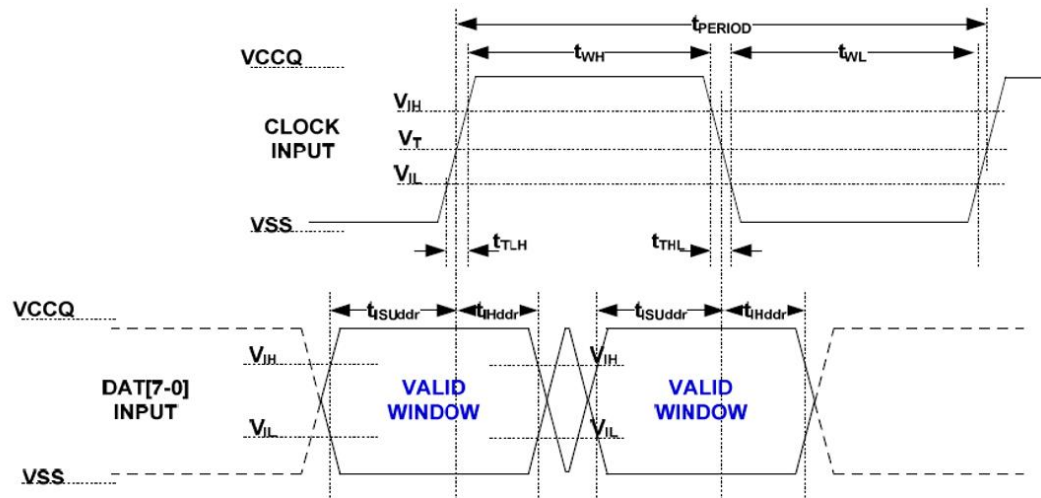 tPERIOD
tWH
tWL
VCCQ
VIH
CLOCK
INPUT
VT
VIL
VSS
tTLH
tTHL
VCCQ
tISUddr
tIHddr
tISUddr
tIHddr
VIH
VIH
DAT[7-0]
INPUT
VALID
WINDOW
VALID
WINDOW
VIL
VIL
VSS